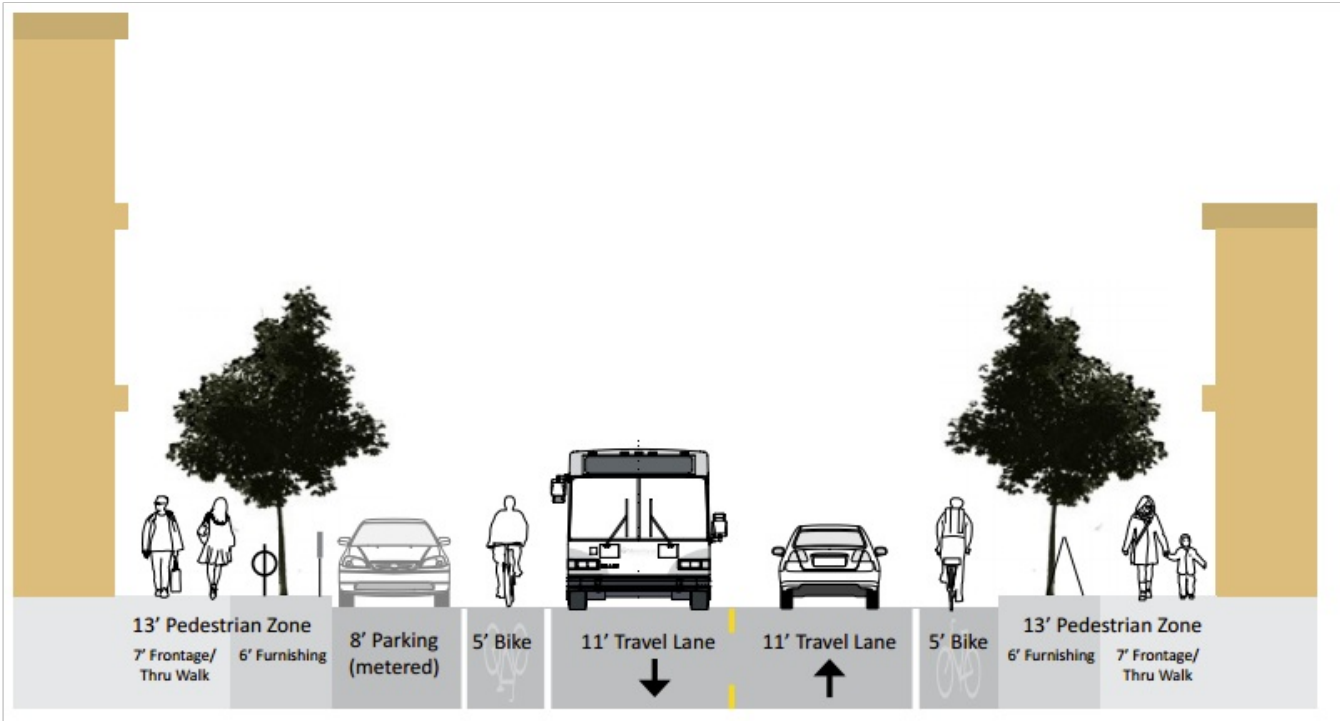 13’ Pedestrian Zone
7’ Frontage/
Thru Walk
6’ Furnishing
8’ Parking
(metered)
5’ Bike
11’ Travel Lane
11’ Travel Lane
5’ Bike
13’ Pedestrian Zone
6’ Furnishing
7’ Frontage/
Thru Walk